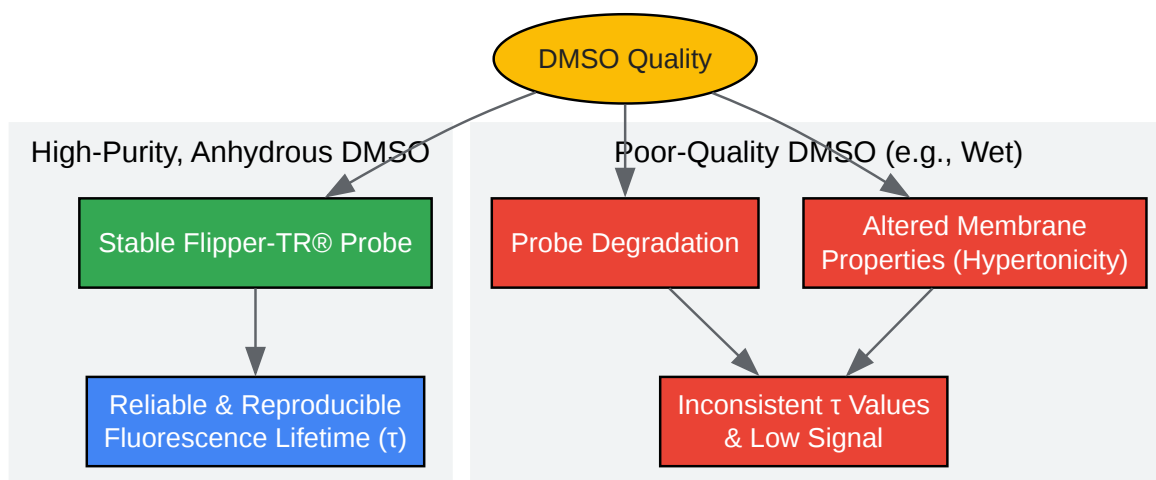 DMSO Quality
High-Purity, Anhydrous DMSO
Poor-Quality DMSO (e.g., Wet)
Stable Flipper-TR® Probe
Probe Degradation
Altered Membrane
Properties (Hypertonicity)
Reliable & Reproducible
Fluorescence Lifetime (τ)
Inconsistent τ Values
& Low Signal